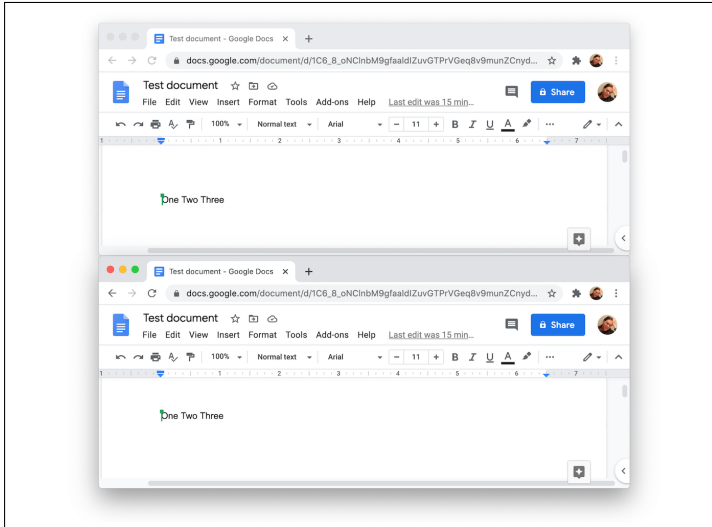 Test document - Google Docs
docs.google.com/document/d/1C6_8_oNClnbM9gfaaldIZuvGTPrVGeq8v9munZCnyd...
Test document
Share
File Edit View Insert Format Tools Add-ons Help Last edit was 15 min...
100% Normal text Arial - 11 + B I U A
1 1 2 3 4 5 6 7
One Two Three
Test document - Google Docs
docs.google.com/document/d/1C6_8_oNClnbM9gfaaldIZuvGTPrVGeq8v9munZCnyd...
Test document
Share
File Edit View Insert Format Tools Add-ons Help Last edit was 15 min...
100% Normal text Arial - 11 + B I U A
1 1 2 3 4 5 6 7
One Two Three